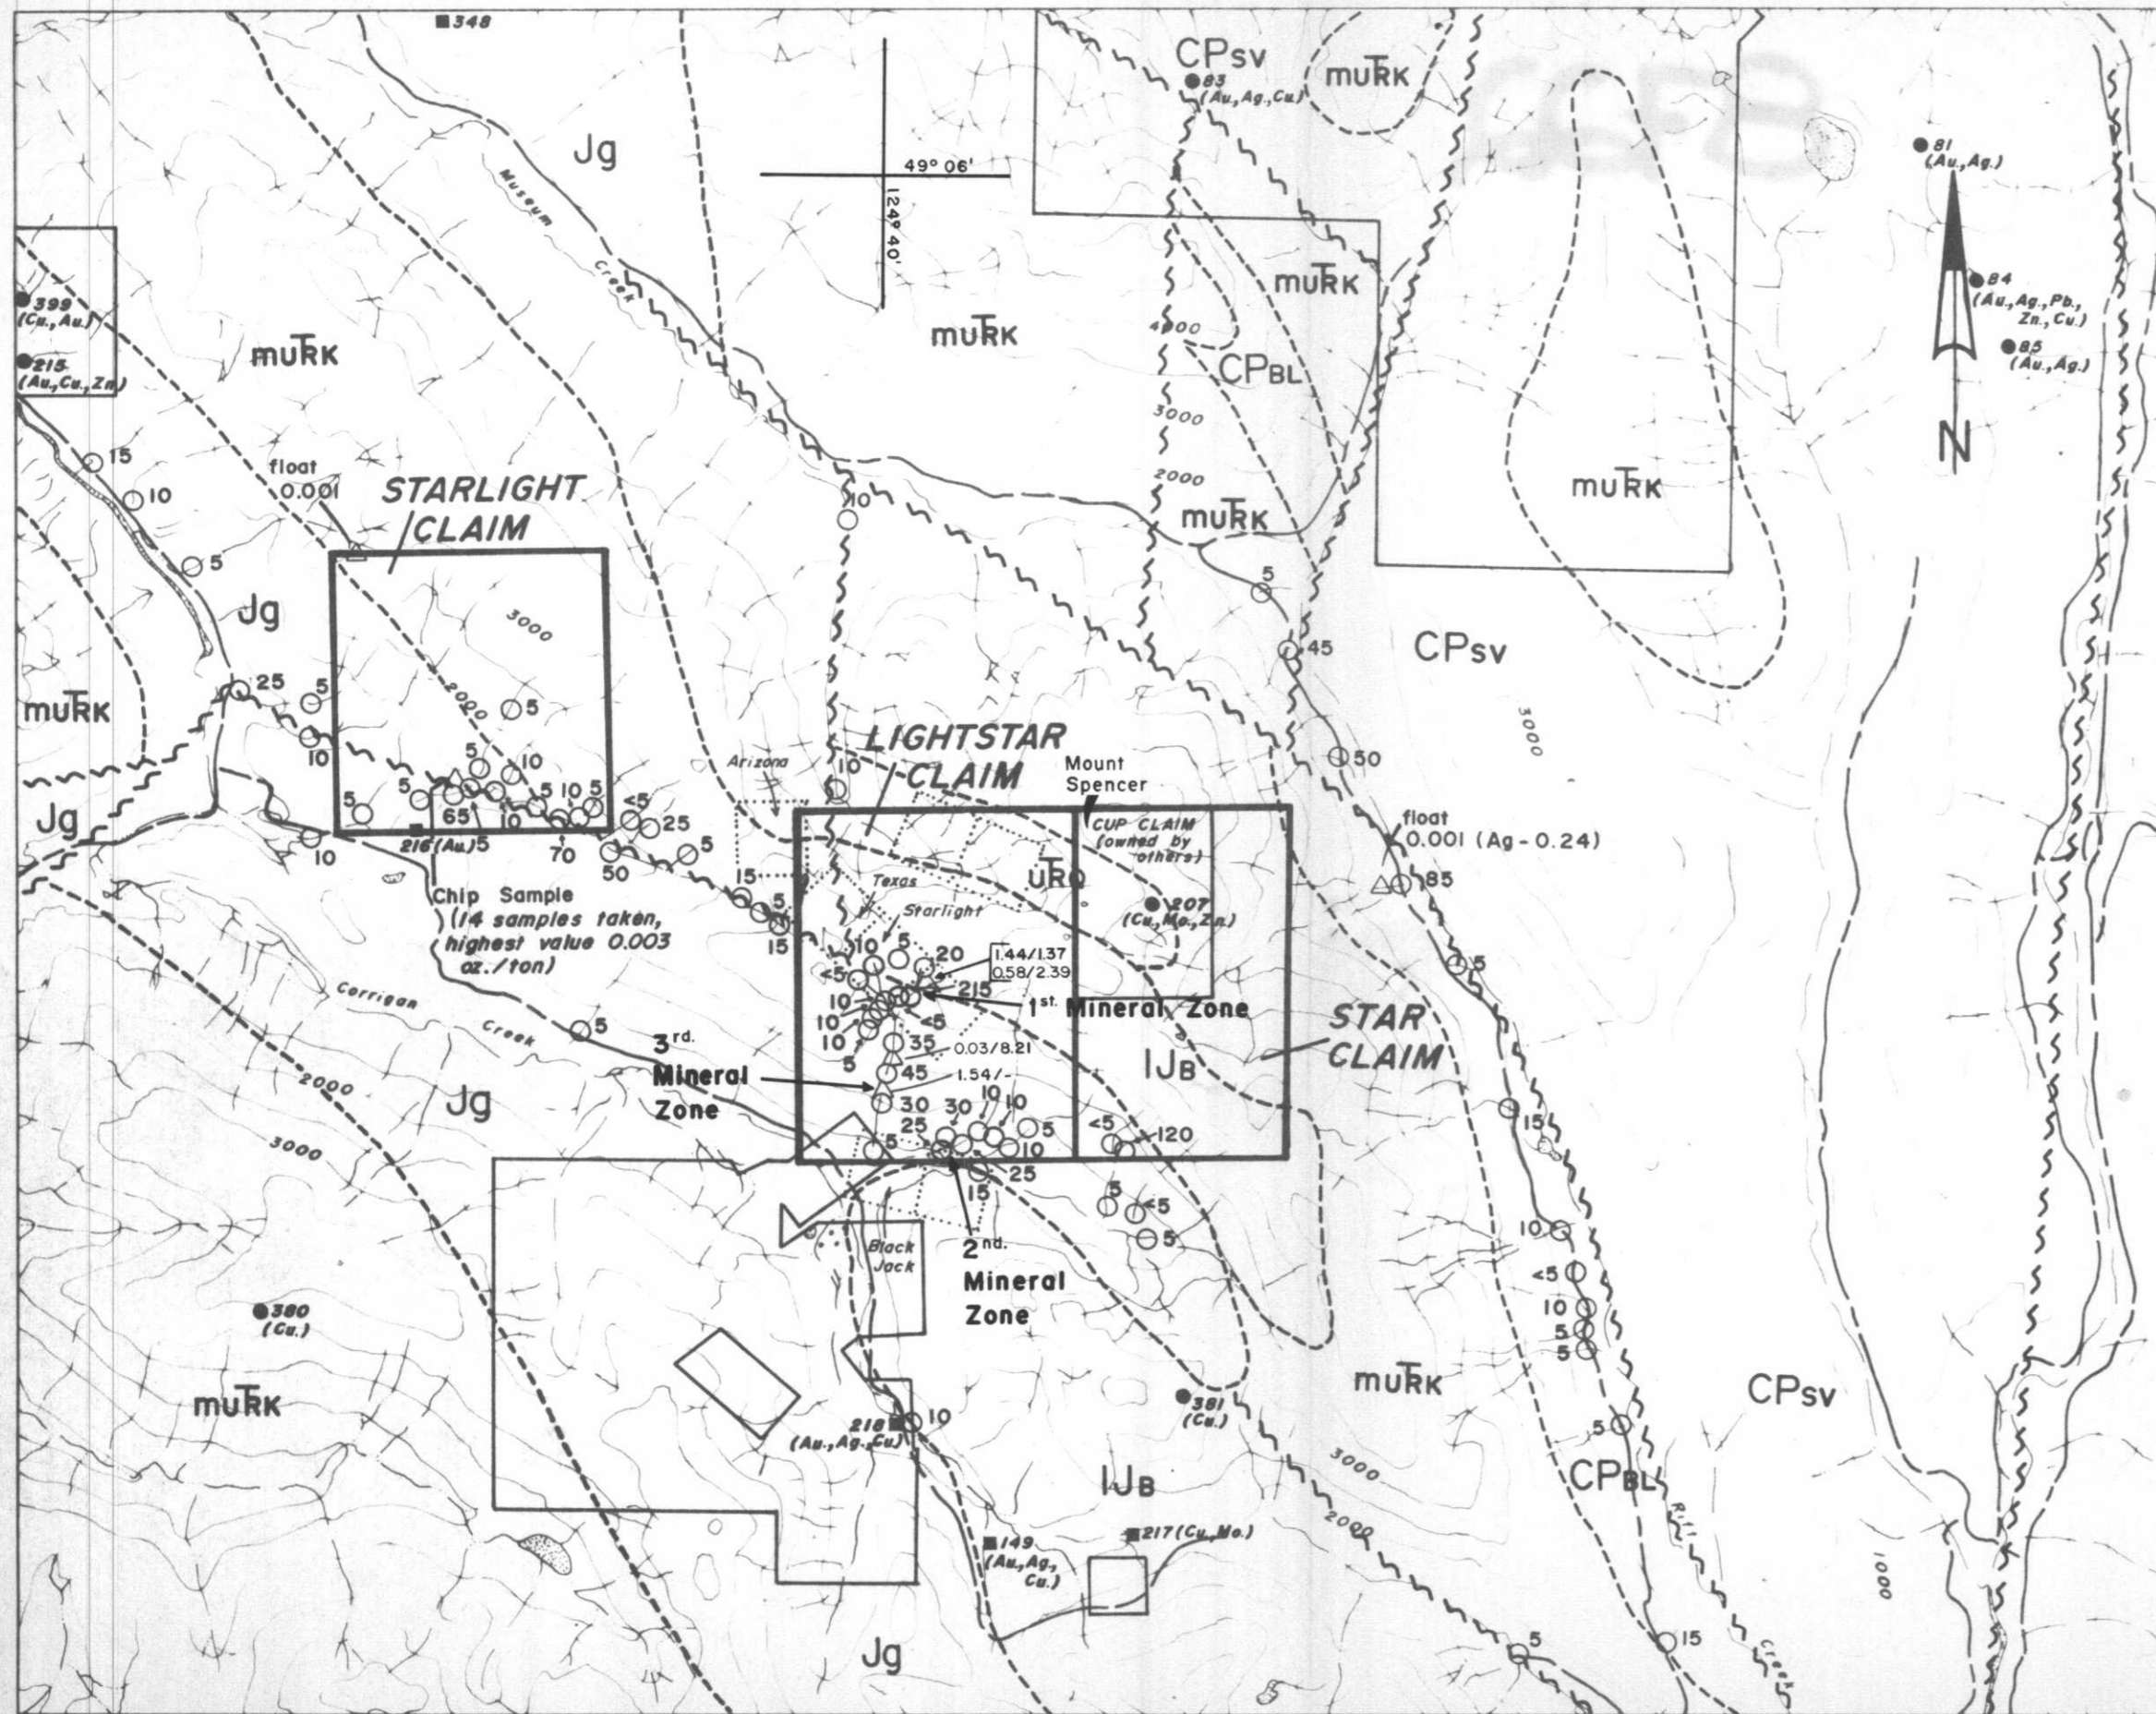 348
CPsv
83
(Au., Ag., Cu.)
muTRK
Jg
49° 06'
124° 40'
Museum
Creek
81
(Au., Ag.)
84
(Au., Ag., Pb.,
Zn., Cu.)
85
(Au., Ag.)
N
399
(Cu., Au.)
215
(Au., Cu., Zn.)
muTRK
muTRK
muTRK
4000
CPBL
3000
2000
muTRK
muTRK
15
10
5
float
0.001
STARLIGHT
CLAIM
10
5
45
CPsv
3000
Jg
3000
2000
25
5
10
5
muTRK
Jg
5
10
5
5
65
10
5
10
5
<5
25
5
70
50
10
216 (Au.)
5
Chip Sample
(14 samples taken,
highest value 0.003
oz./ton)
Arizona
10
LIGHTSTAR
CLAIM
Mount
Spencer
CUP CLAIM
(owned by
others)
50
float
0.001 (Ag - 0.24)
85
15
5
15
Texas
uTRQ
Starlight
207
(Cu., Mo., Zn.)
10
5
20
1.44/1.37
0.58/2.39
<5
215
10
10
10
5
<5
1st. Mineral Zone
35
0.03/8.21
45
1.54/-
30
30
10
10
25
5
5
10
25
15
STAR
CLAIM
lJB
<5
120
5
15
Corrigan
Creek
5
3rd.
Mineral
Zone
2000
Jg
3000
5
<5
5
10
<5
10
5
5
2nd.
Mineral
Zone
Black
Jack
380
(Cu.)
muTRK
218
(Au., Ag., Cu.)
10
381
(Cu.)
muTRK
CPsv
5
CPBL
3000
2000
lJB
149
(Au., Ag.,
Cu.)
217 (Cu., Mo.)
Rift
Creek
1000
Jg
5
15